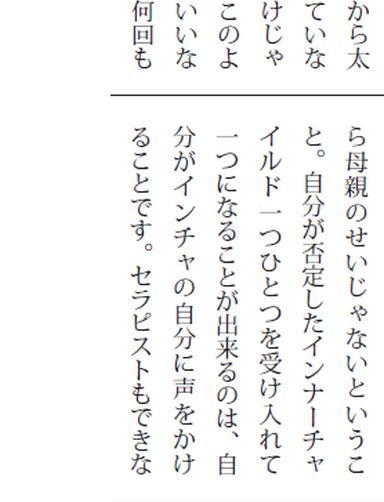 から太
ていな
けじゃ
このよ
いいな
何回も
ら母親のせいじゃないというこ
と。自分が否定したインナーチャ
イルド一つひとつを受け入れて
一つになることが出来るのは、自
分がインチャの自分に声をかけ
ることです。セラピストもできな